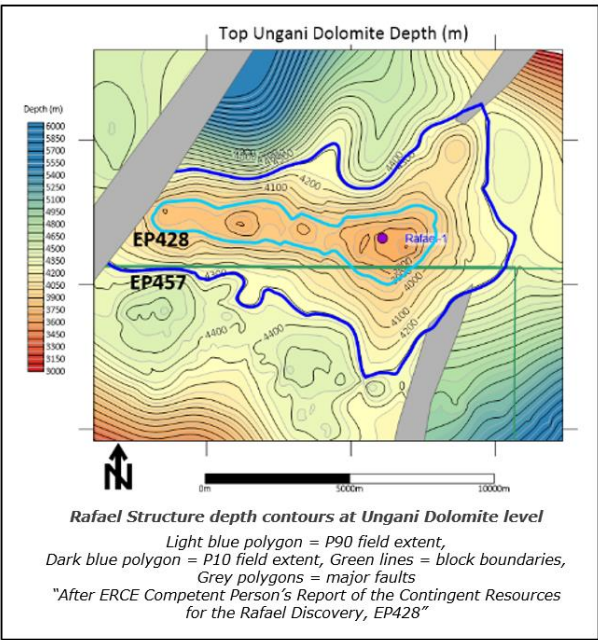 Top Ungani Dolomite Depth (m)
Depth (m)
6000
5850
5700
5550
5400
5250
5100
4950
4800
4650
4500
4350
4200
4050
3900
3750
3600
3450
3300
3150
3000
4400
4200
4100
EP428
Rafael-1
EP457
4300
4000
4100
4200
4400
4400
N
0m
5000m
10000m
Rafael Structure depth contours at Ungani Dolomite level
Light blue polygon = P90 field extent,
Dark blue polygon = P10 field extent, Green lines = block boundaries,
Grey polygons = major faults
“After ERCE Competent Person’s Report of the Contingent Resources
for the Rafael Discovery, EP428”